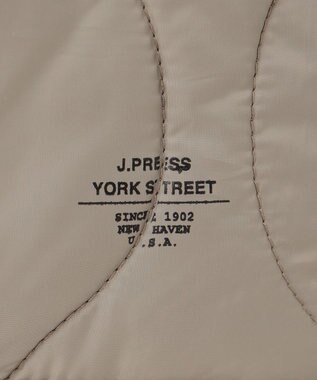 J.PRESS
YORK STREET
SINCE 1902
NEW HAVEN
U.S.A.